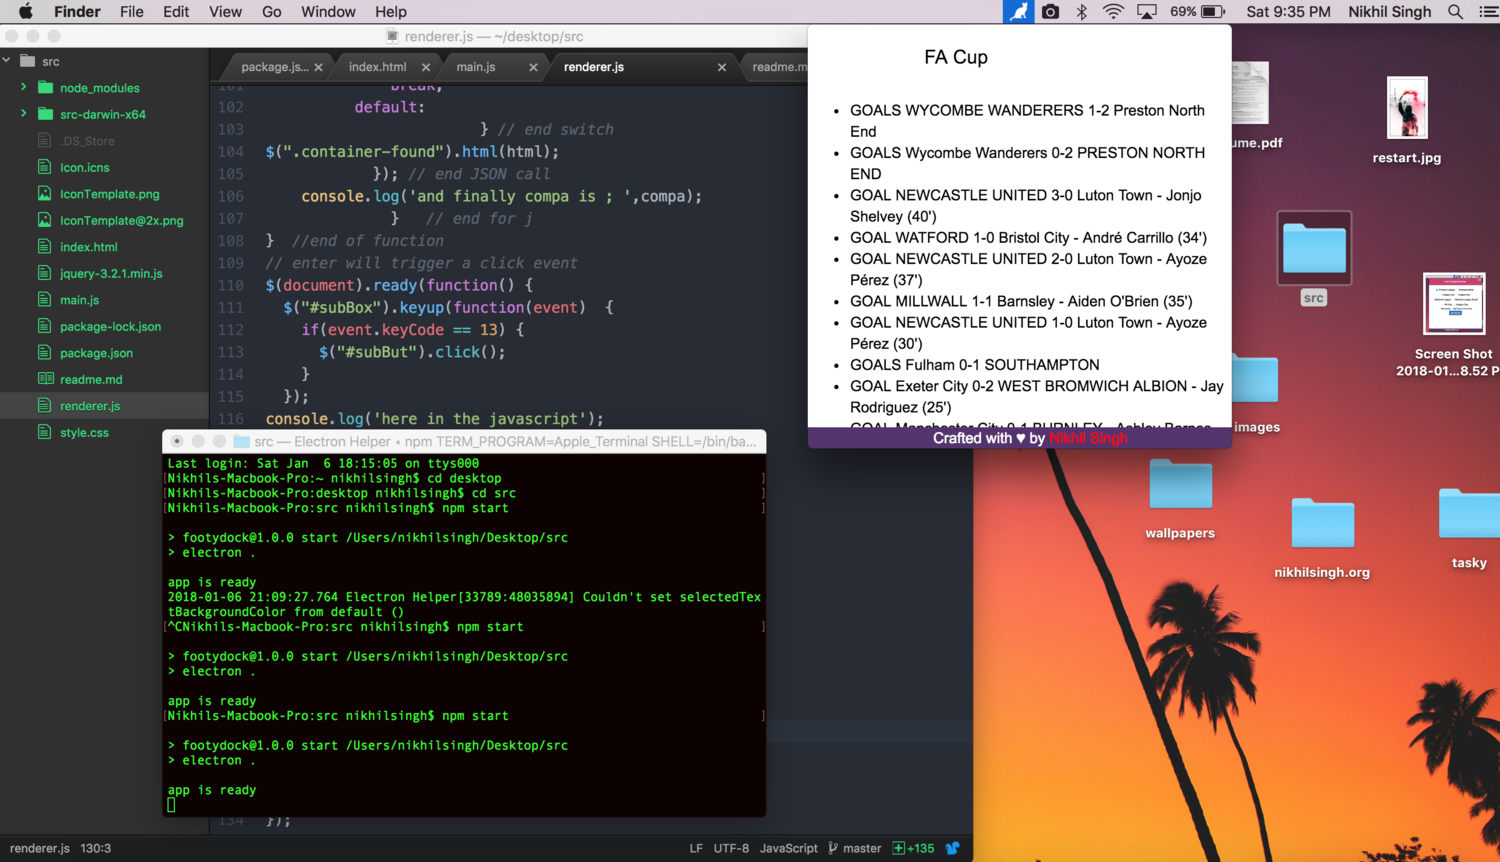 Finder File Edit View Go Window Help
69% Sat 9:35 PM Nikhil Singh
renderer.js — ~/desktop/src
src
node_modules
src-darwin-x64
.DS_Store
Icon.icns
IconTemplate.png
IconTemplate@2x.png
index.html
jquery-3.2.1.min.js
main.js
package-lock.json
package.json
readme.md
renderer.js
style.css
package.js... index.html main.js renderer.js readme.m
101 break;
102 default:
103 } // end switch
104 $(".container-found").html(html);
105 }); // end JSON call
106 console.log('and finally compa is ; ',compa);
107 } // end for j
108 } //end of function
109 // enter will trigger a click event
110 $(document).ready(function() {
111 $("#subBox").keyup(function(event) {
112 if(event.keyCode == 13) {
113 $("#subBut").click();
114 }
115 });
116 console.log('here in the javascript');
134 });
src — Electron Helper ◂ npm TERM_PROGRAM=Apple_Terminal SHELL=/bin/ba...
Last login: Sat Jan  6 18:15:05 on ttys000
[Nikhils-Macbook-Pro:~ nikhilsingh$ cd desktop ]
[Nikhils-Macbook-Pro:desktop nikhilsingh$ cd src ]
[Nikhils-Macbook-Pro:src nikhilsingh$ npm start ]
> footydock@1.0.0 start /Users/nikhilsingh/Desktop/src
> electron .
app is ready
2018-01-06 21:09:27.764 Electron Helper[33789:48035894] Couldn't set selectedTex
tBackgroundColor from default ()
[^CNikhils-Macbook-Pro:src nikhilsingh$ npm start ]
> footydock@1.0.0 start /Users/nikhilsingh/Desktop/src
> electron .
app is ready
[Nikhils-Macbook-Pro:src nikhilsingh$ npm start ]
> footydock@1.0.0 start /Users/nikhilsingh/Desktop/src
> electron .
app is ready
renderer.js 130:3
LF UTF-8 JavaScript master +135
FA Cup
• GOALS WYCOMBE WANDERERS 1-2 Preston North
End
• GOALS Wycombe Wanderers 0-2 PRESTON NORTH
END
• GOAL NEWCASTLE UNITED 3-0 Luton Town - Jonjo
Shelvey (40')
• GOAL WATFORD 1-0 Bristol City - André Carrillo (34')
• GOAL NEWCASTLE UNITED 2-0 Luton Town - Ayoze
Pérez (37')
• GOAL MILLWALL 1-1 Barnsley - Aiden O'Brien (35')
• GOAL NEWCASTLE UNITED 1-0 Luton Town - Ayoze
Pérez (30')
• GOALS Fulham 0-1 SOUTHAMPTON
• GOAL Exeter City 0-2 WEST BROMWICH ALBION - Jay
Rodriguez (25')
• GOAL Manchester City 0-1 BURNLEY - Ashley Barnes
Crafted with ♥ by Nikhil Singh
ume.pdf
restart.jpg
src
Screen Shot
2018-01...8.52 P
images
wallpapers
nikhilsingh.org
tasky